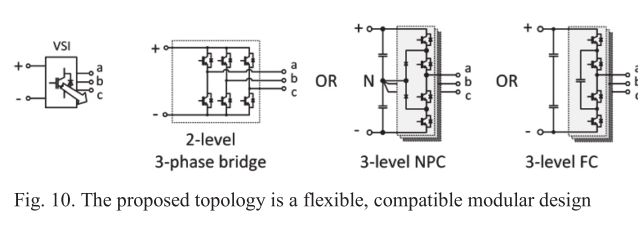 VSI
+
-
a
b
c
+
-
a
b
c
2-level
3-phase bridge
OR
+
N
-
a
b
c
3-level NPC
OR
+
-
a
b
c
3-level FC
Fig. 10. The proposed topology is a flexible, compatible modular design